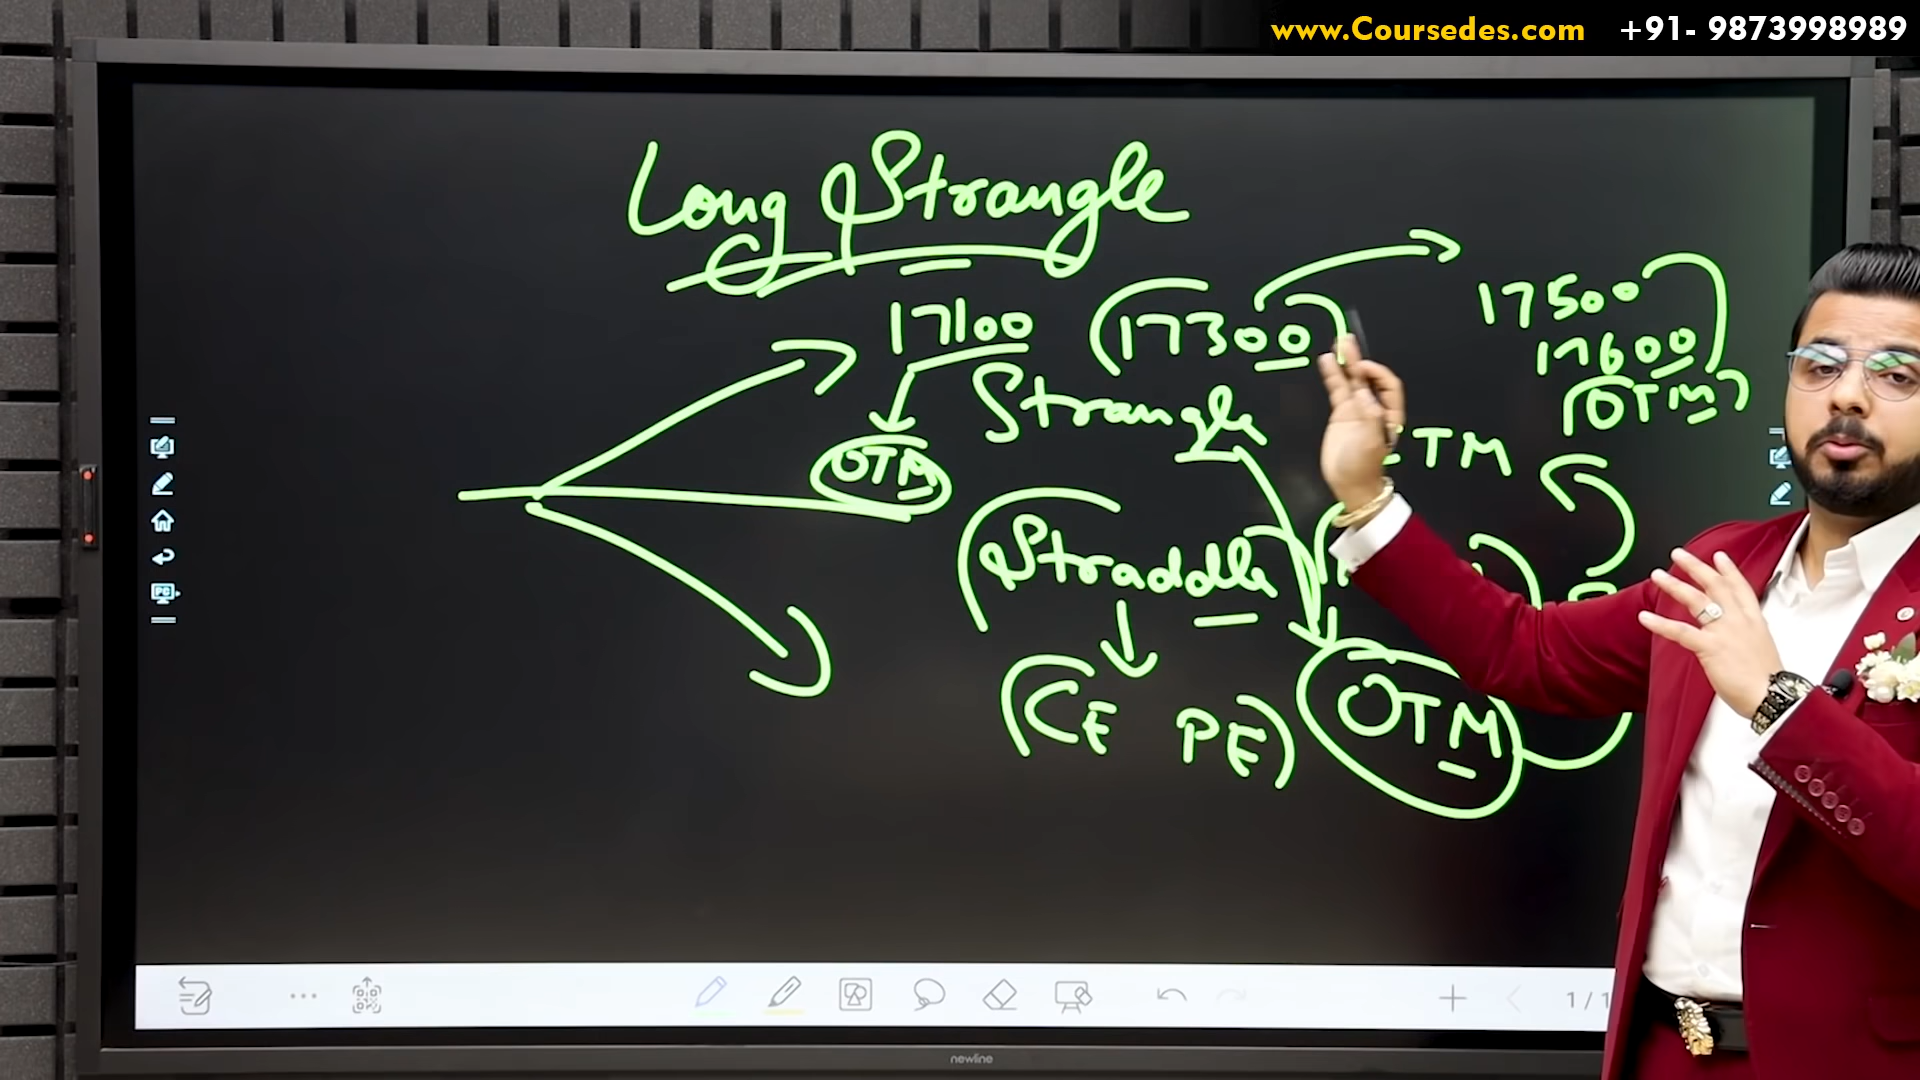 www.Coursedes.com +91- 9873998989
Long Strangle
17100 (17300) 17500
17600
(OTM)
Strangle
OTM
TM
(Straddle
(CE PE)
OTM
PC
1/1
newline